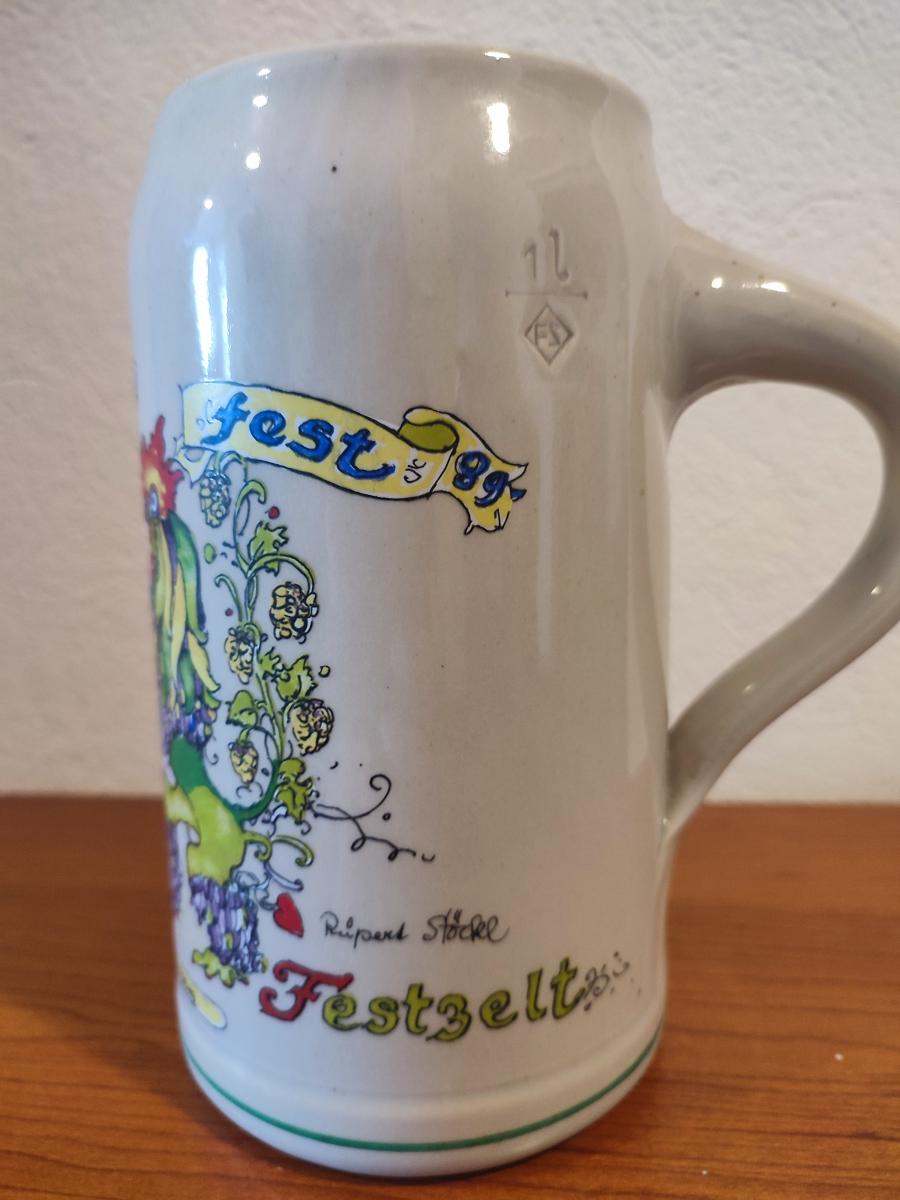 1l
FS
fest 89
Rupert Stöckl
Festzelt